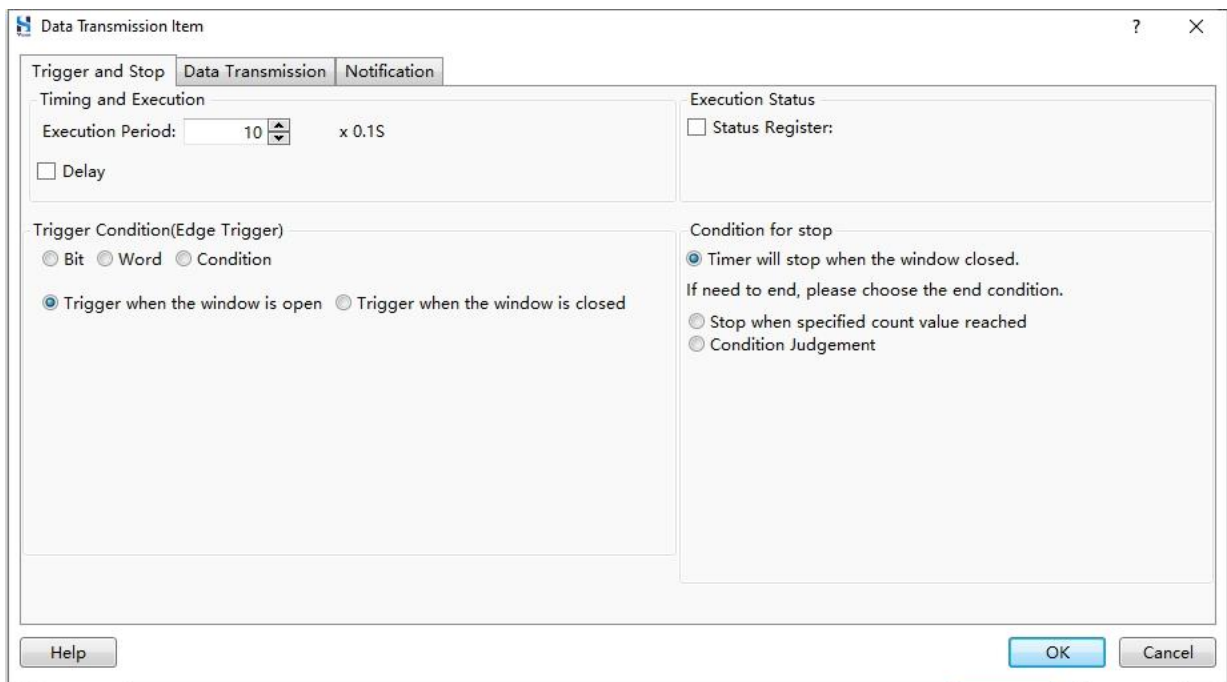 Data Transmission Item
?
Trigger and Stop
Data Transmission
Notification
Timing and Execution
Execution Period: 10 x 0.1S
Delay
Execution Status
Status Register:
Trigger Condition(Edge Trigger)
Bit Word Condition
Trigger when the window is open Trigger when the window is closed
Condition for stop
Timer will stop when the window closed.
If need to end, please choose the end condition.
Stop when specified count value reached
Condition Judgement
Help
OK
Cancel